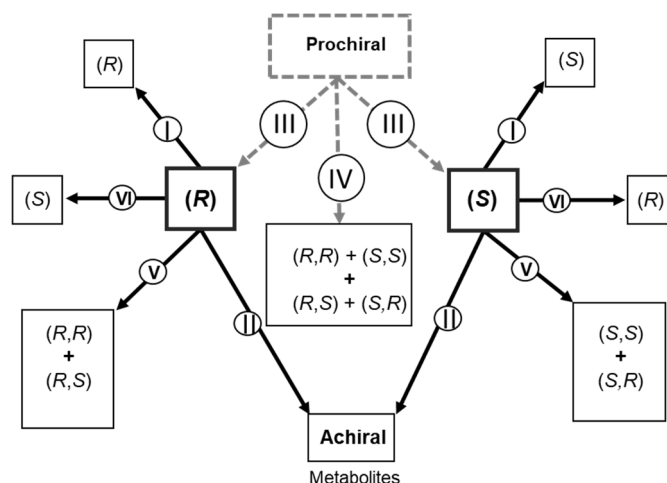 Prochiral
(R)
(S)
III
III
I
I
IV
(S)
VI
(R)
(S)
VI
(R)
(R,R) + (S,S)
+
(R,S) + (S,R)
V
V
II
II
(R,R)
+
(R,S)
(S,S)
+
(S,R)
Achiral
Metabolites